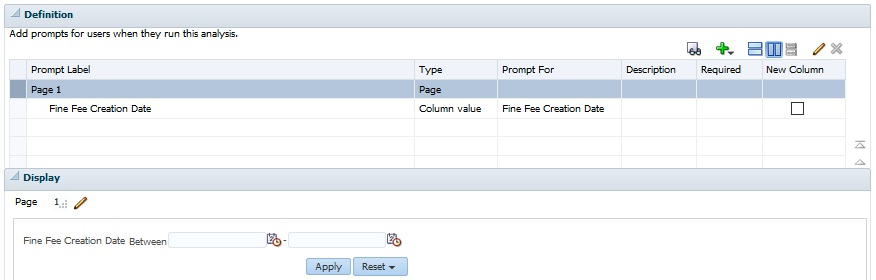 Definition
Add prompts for users when they run this analysis.
Prompt Label Type Prompt For Description Required New Column
Page 1 Page
Fine Fee Creation Date Column value Fine Fee Creation Date
Display
Page 1
Fine Fee Creation Date Between -
Apply Reset